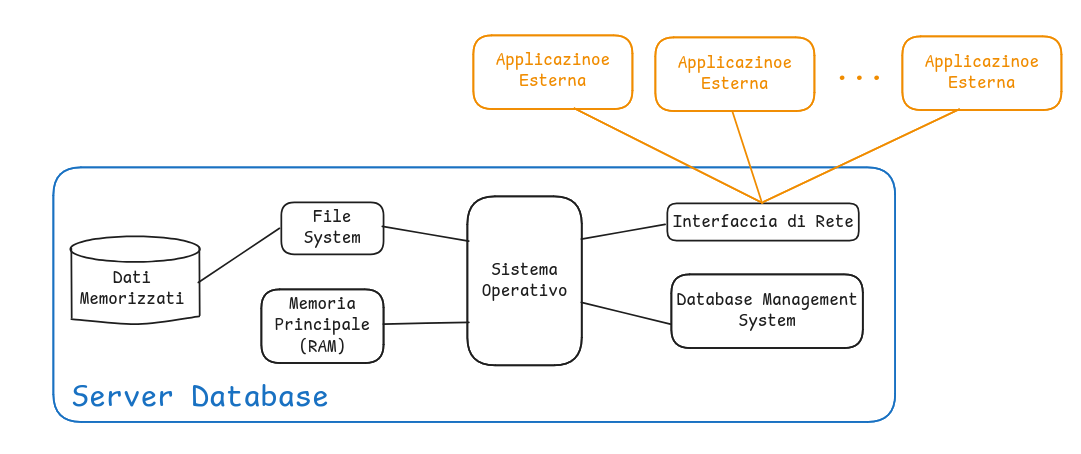 Applicazinoe
Esterna
Applicazinoe
Esterna
...
Applicazinoe
Esterna
File
System
Interfaccia di Rete
Dati
Memorizzati
Sistema
Operativo
Memoria
Principale
(RAM)
Database Management
System
Server Database